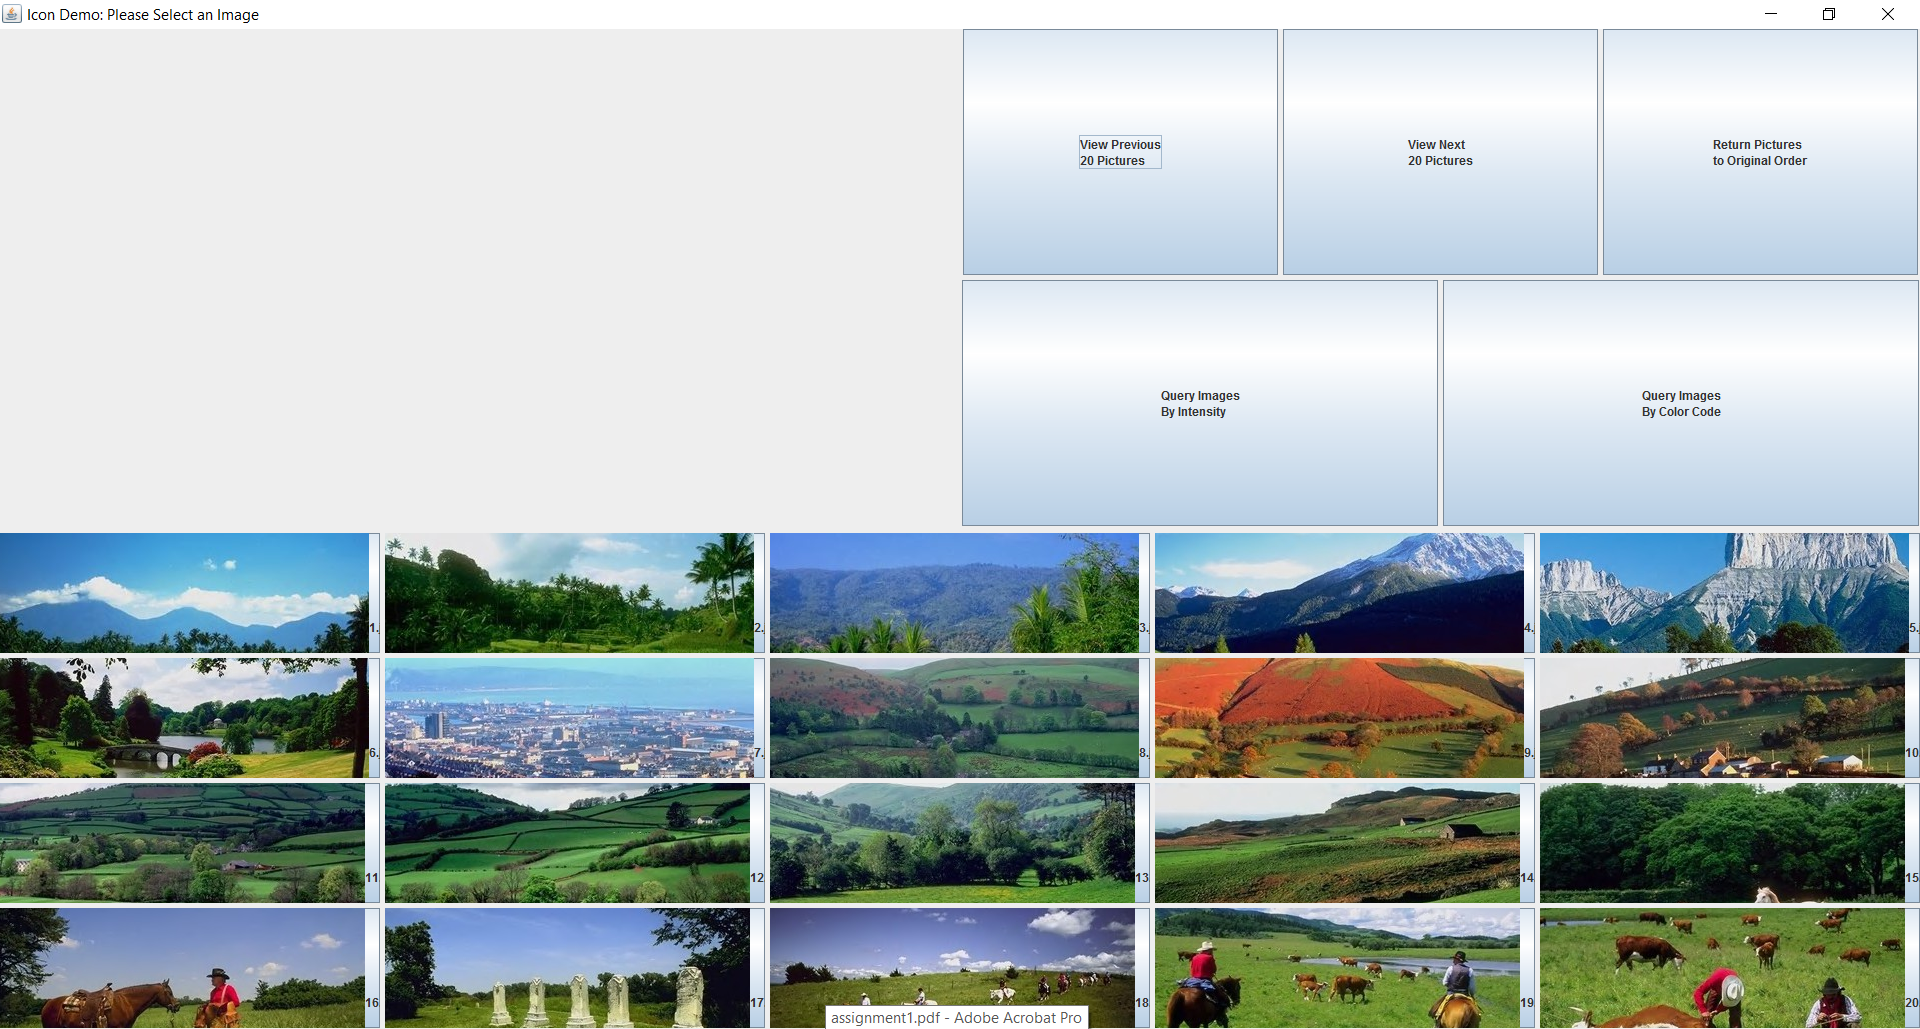 Icon Demo: Please Select an Image
View Previous
20 Pictures
View Next
20 Pictures
Return Pictures
to Original Order
Query Images
By Intensity
Query Images
By Color Code
1.
2.
3.
4.
5.
6.
7.
8.
9.
10
11
12
13
14
15
16
17
18
19
20
assignment1.pdf - Adobe Acrobat Pro